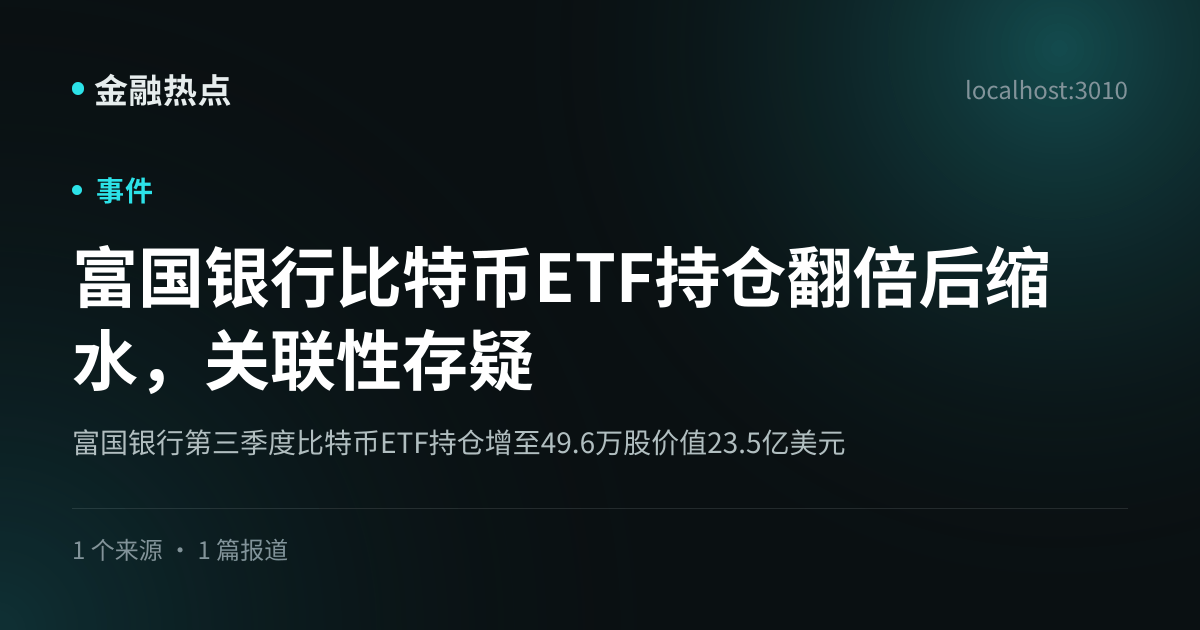 金融热点
localhost:3010
事件
富国银行比特币ETF持仓翻倍后缩
水，关联性存疑
富国银行第三季度比特币ETF持仓增至49.6万股价值23.5亿美元
1 个来源 · 1 篇报道